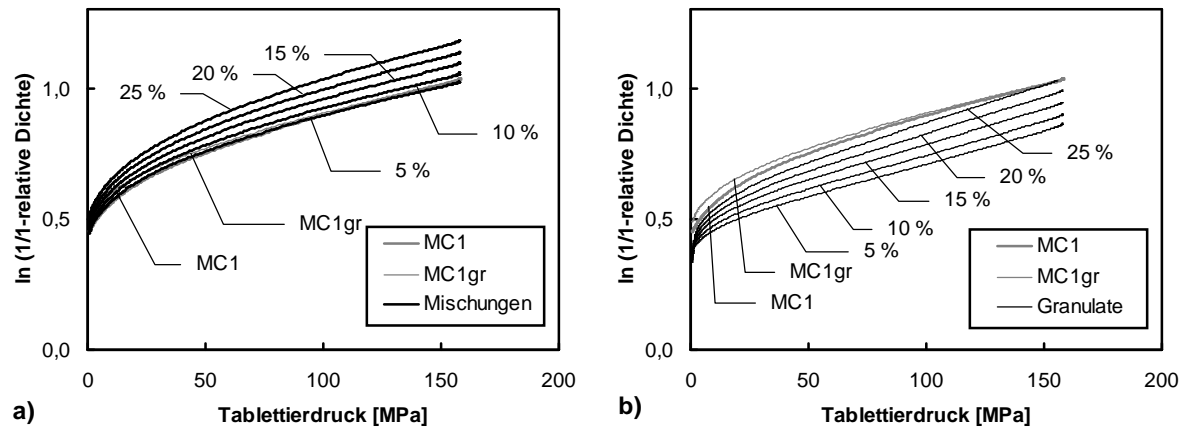 ln (1/1-relative Dichte)
1,0
0,5
0,0
15 %
20 %
25 %
10 %
5 %
MC1gr
MC1
MC1
MC1gr
Mischungen
0
50
100
150
200
Tablettierdruck [MPa]
a)
ln (1/1-relative Dichte)
1,0
0,5
0,0
25 %
20 %
15 %
10 %
5 %
MC1gr
MC1
MC1
MC1gr
Granulate
0
50
100
150
200
Tablettierdruck [MPa]
b)